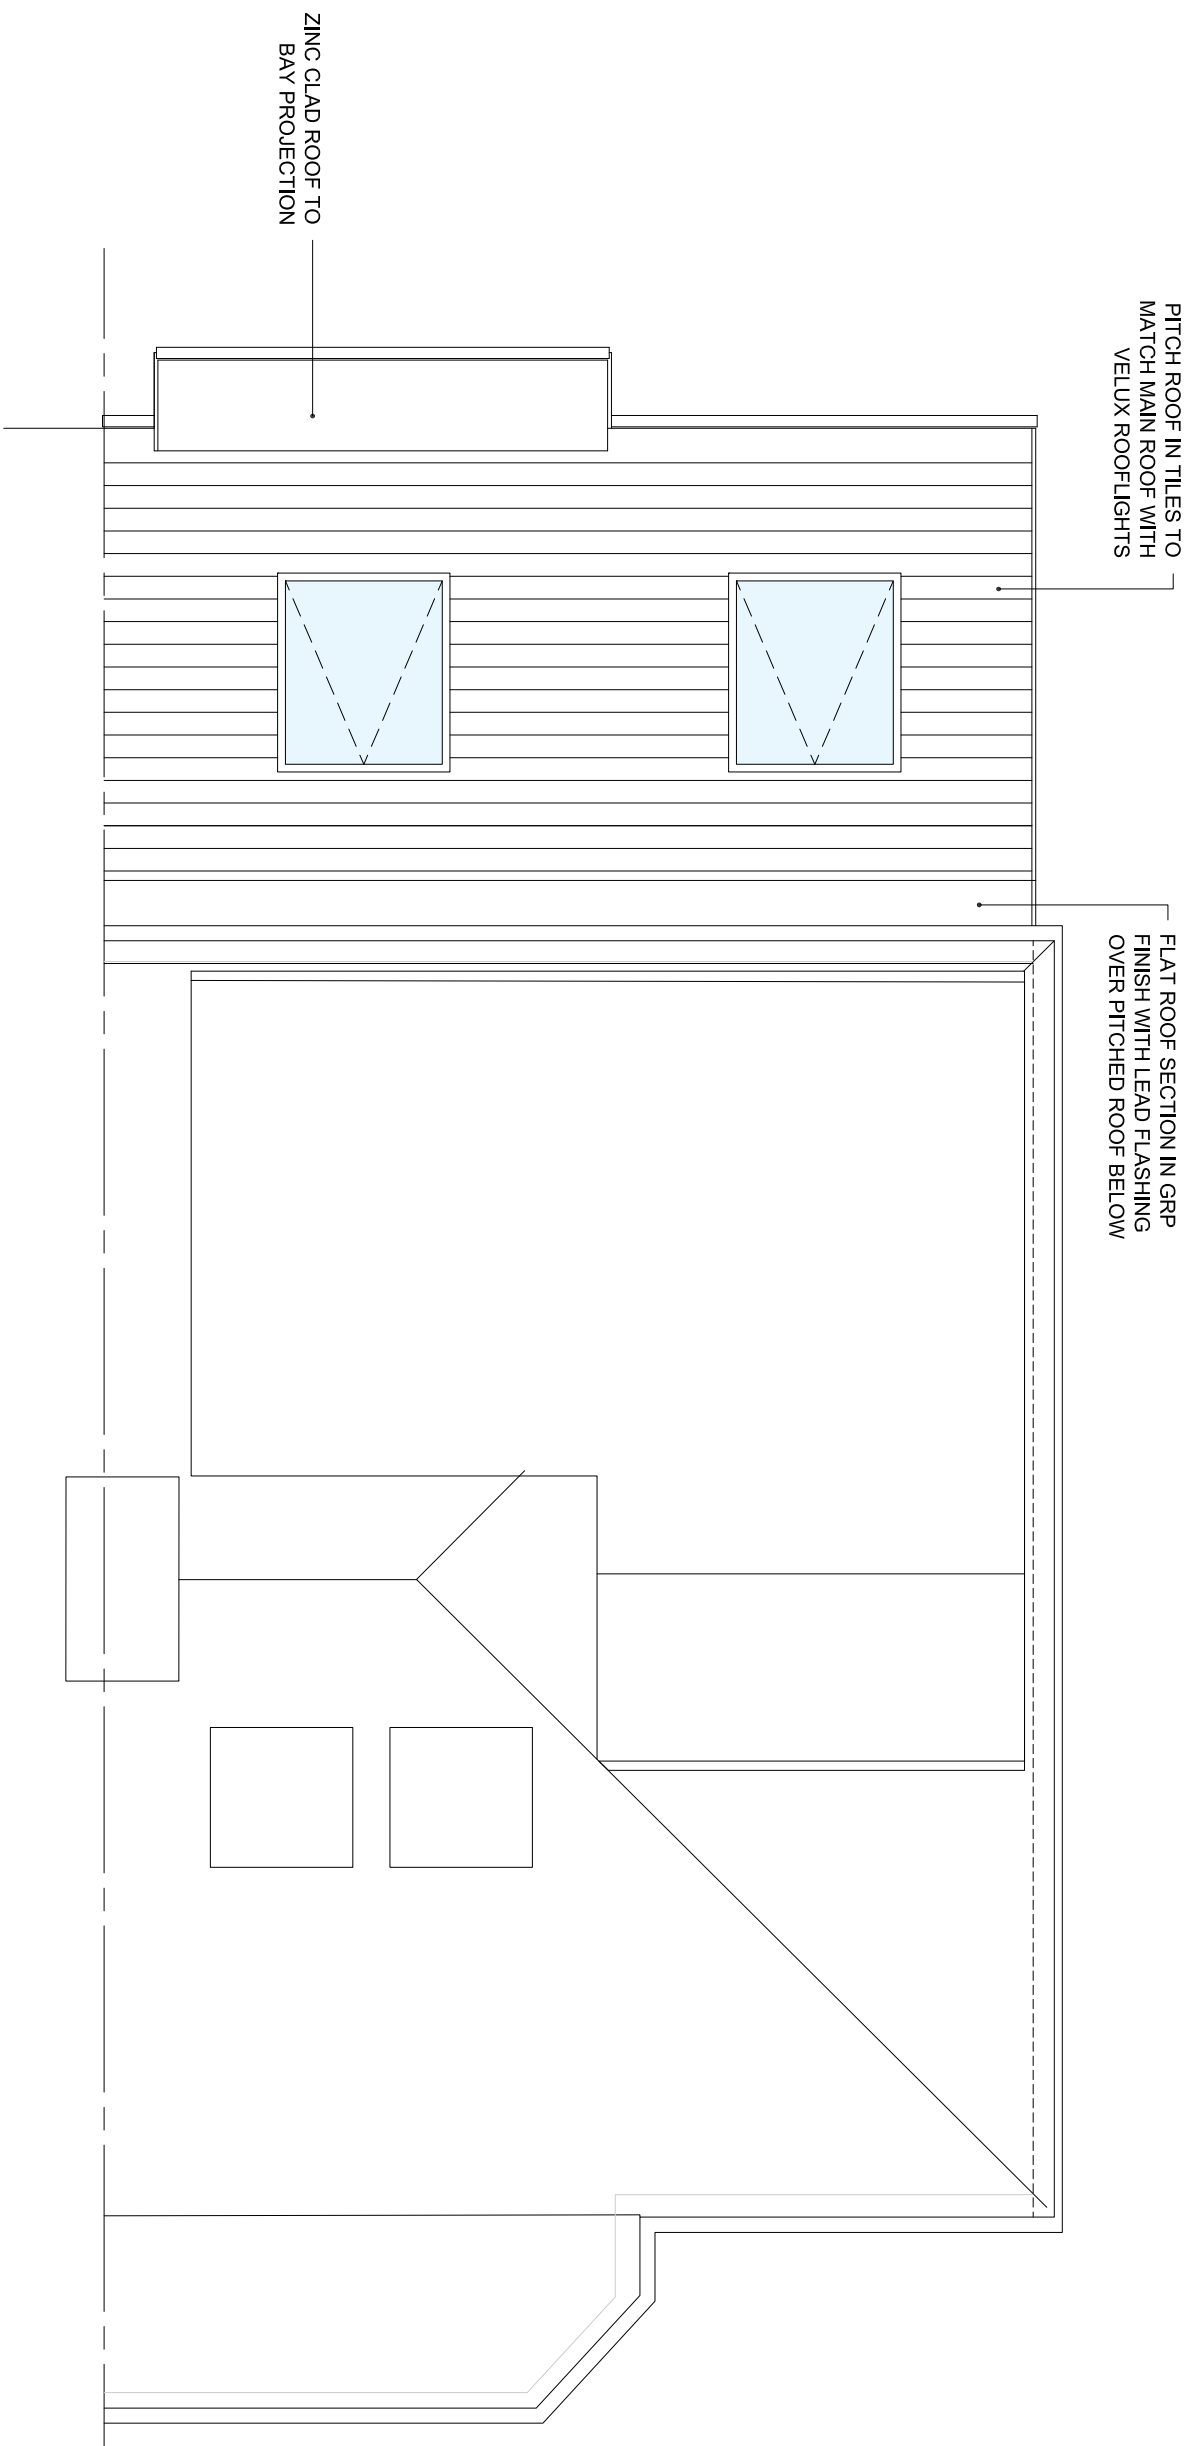 ZINC CLAD ROOF TO
BAY PROJECTION
PITCH ROOF IN TILES TO
MATCH MAIN ROOF WITH
VELUX ROOFLIGHTS
FLAT ROOF SECTION IN GRP
FINISH WITH LEAD FLASHING
OVER PITCHED ROOF BELOW